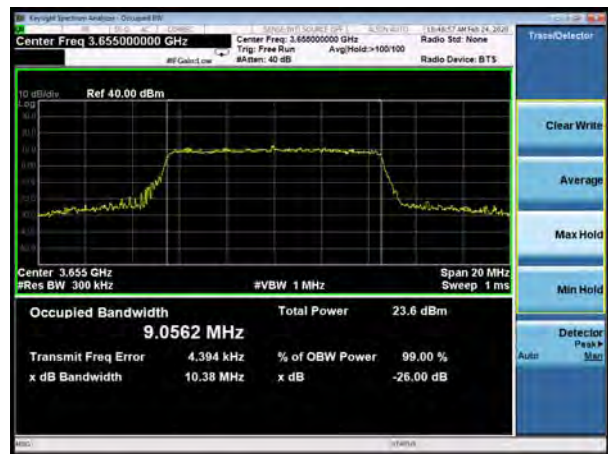 Keysight Spectrum Analyzer - Occupied BW
Center Freq 3.655000000 GHz
#IFGain:Low
Center Freq: 3.655000000 GHz
Trig: Free Run Avg|Hold:>100/100
#Atten: 40 dB
Radio Std: None
Radio Device: BTS
10 dB/div Ref 40.00 dBm
Log
Center 3.655 GHz
Span 20 MHz
#Res BW 300 kHz
#VBW 1 MHz
Sweep 1 ms
Occupied Bandwidth
9.0562 MHz
Total Power 23.6 dBm
Transmit Freq Error 4.394 kHz
% of OBW Power 99.00 %
x dB Bandwidth 10.38 MHz
x dB -26.00 dB
Trace/Detector
Clear Write
Average
Max Hold
Min Hold
Detector
Peak
Auto Man
MSG
STATUS